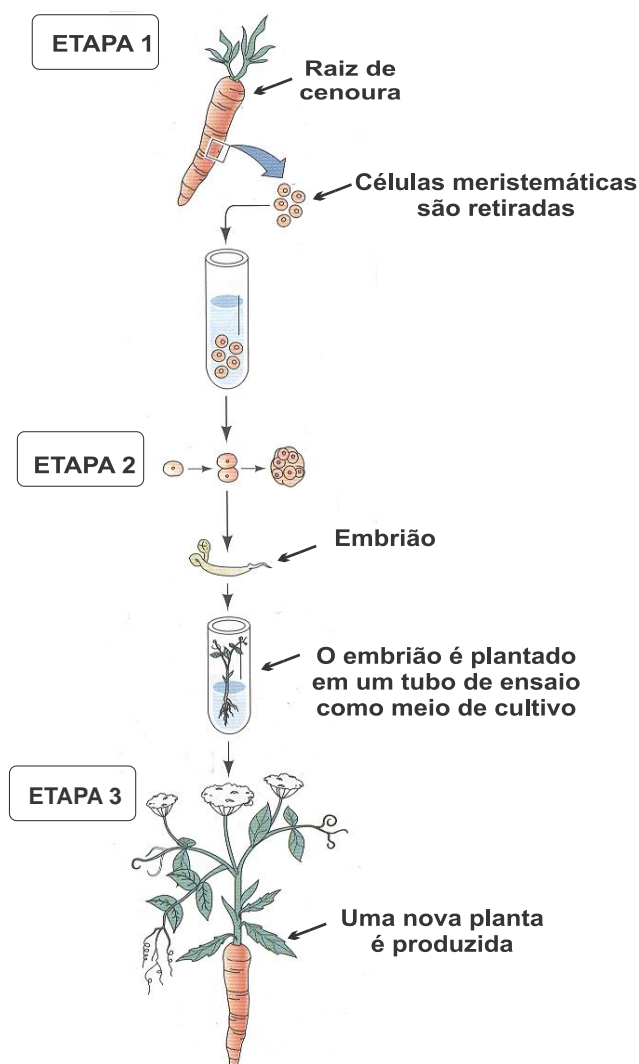 ETAPA 1
Raiz de
cenoura
Células meristemáticas
são retiradas
ETAPA 2
Embrião
O embrião é plantado
em um tubo de ensaio
como meio de cultivo
ETAPA 3
Uma nova planta
é produzida